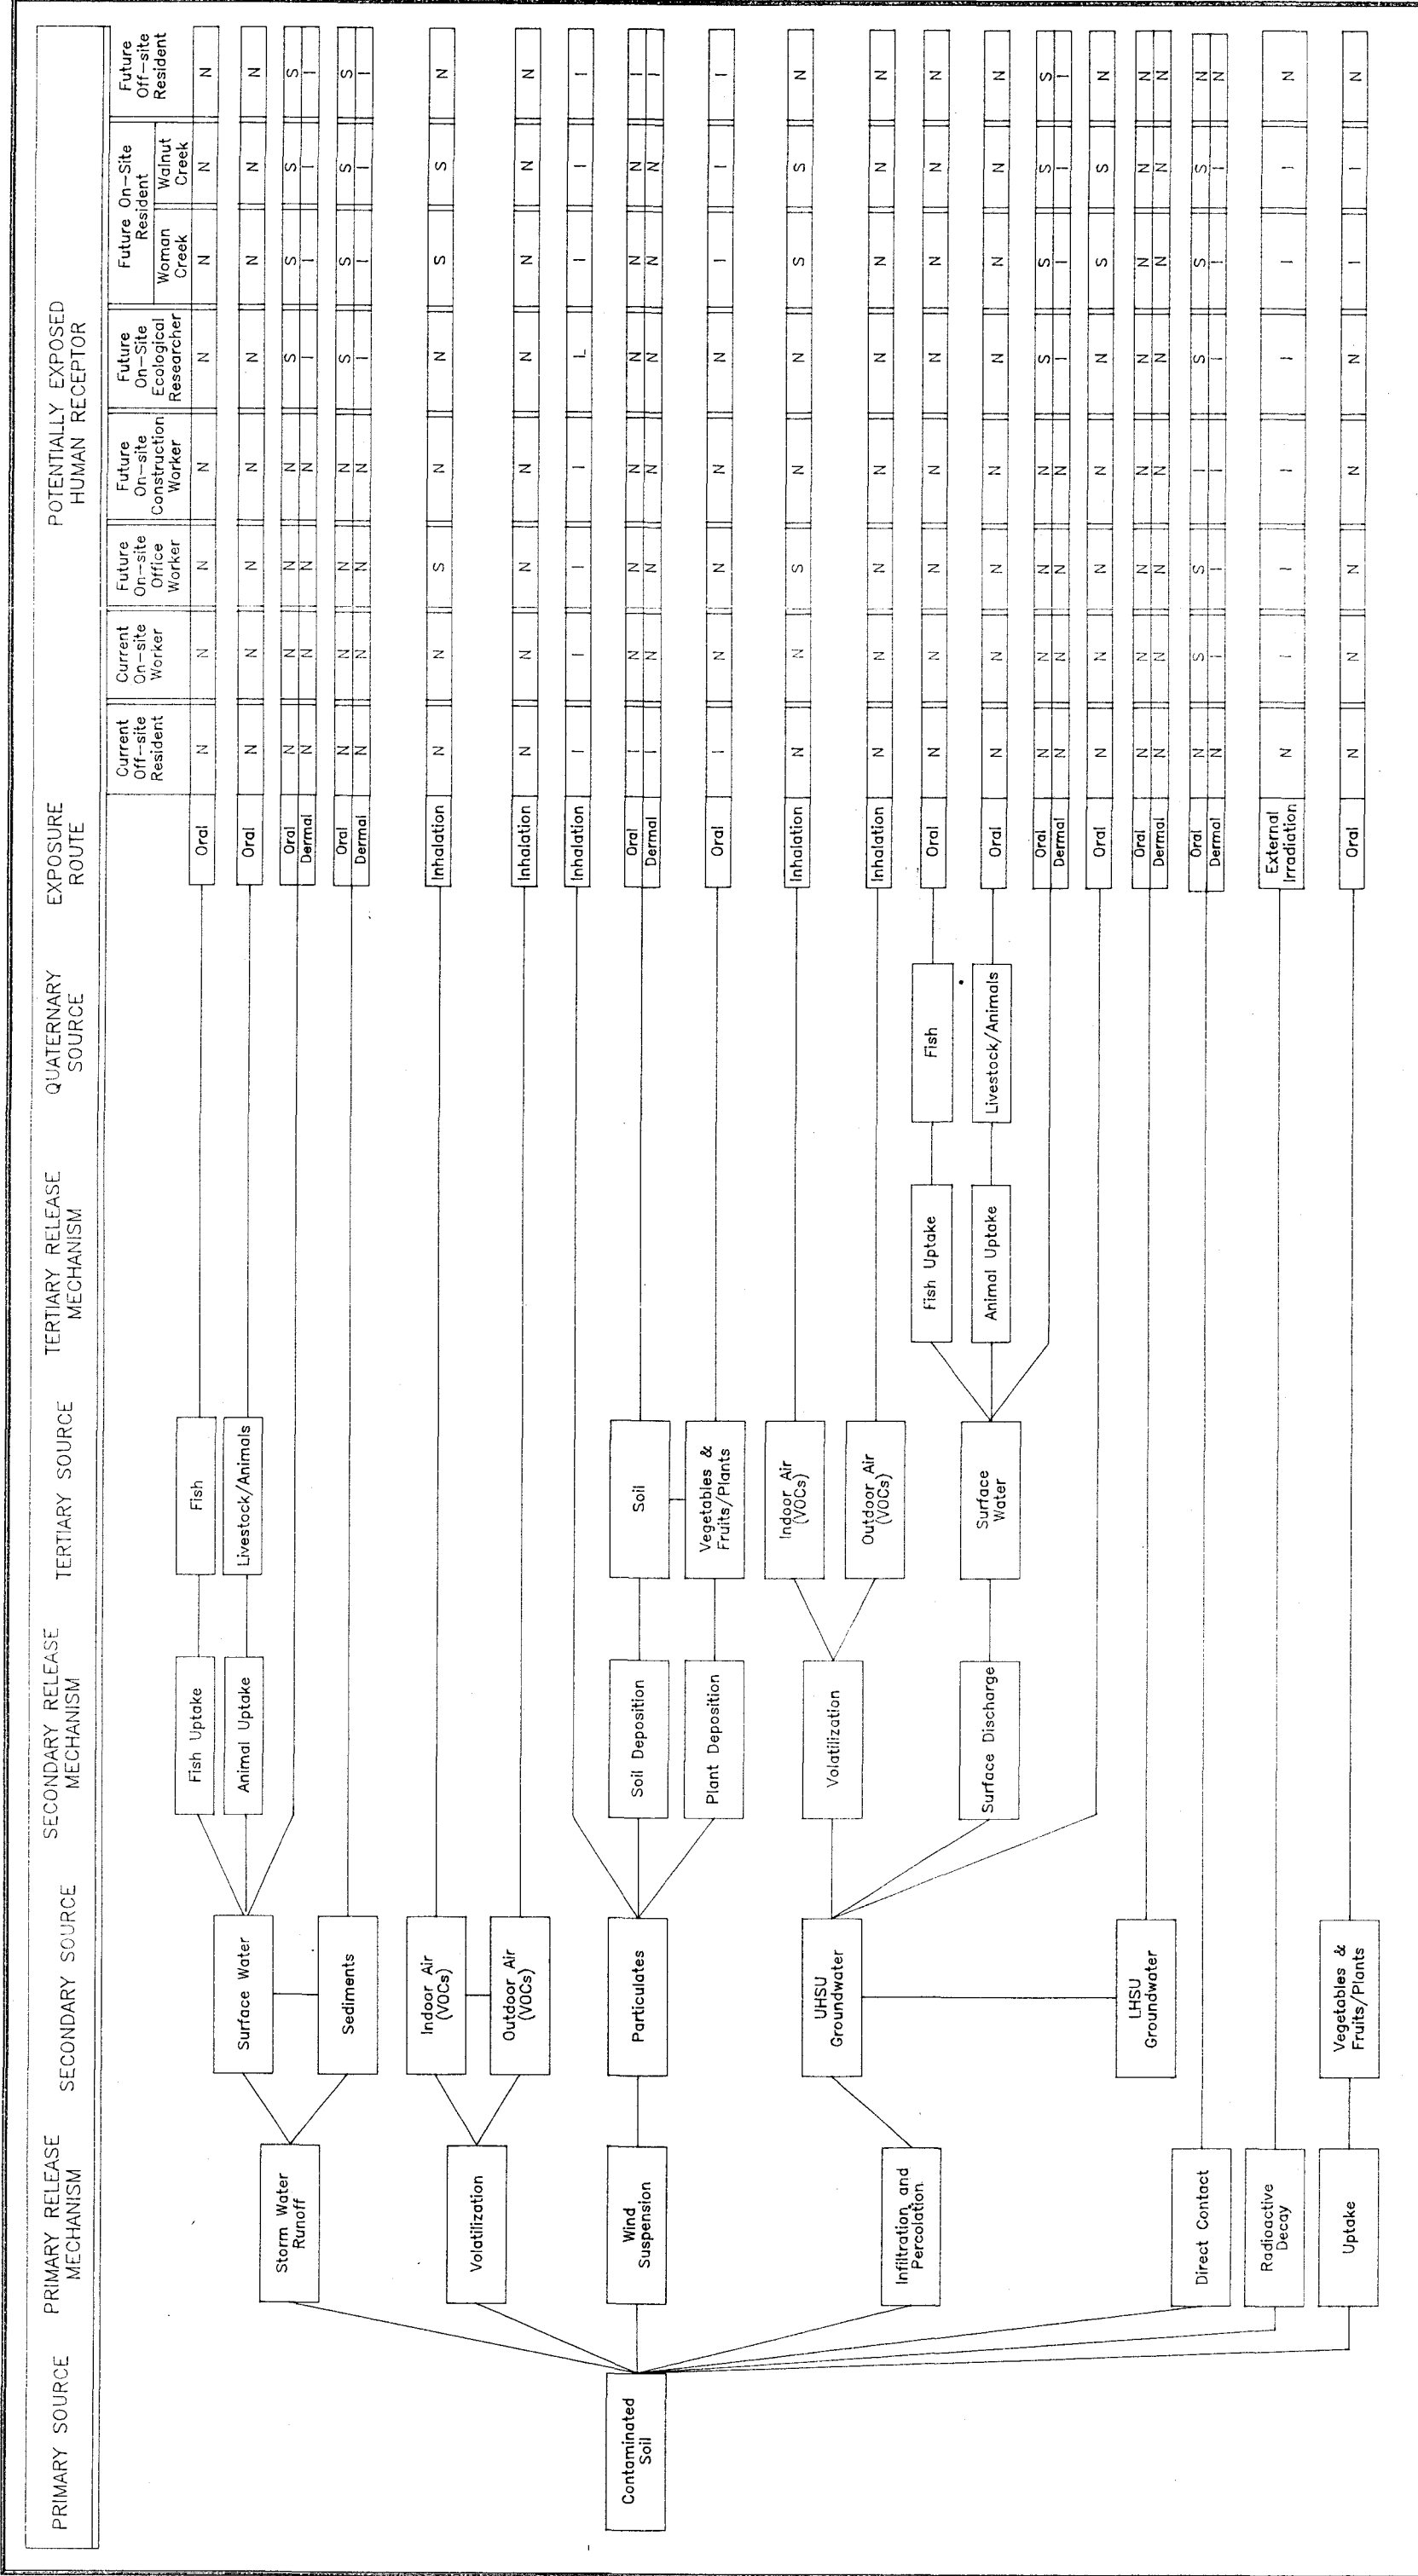 PRIMARY SOURCE
PRIMARY RELEASE
MECHANISM
SECONDARY SOURCE
SECONDARY RELEASE
MECHANISM
TERTIARY SOURCE
TERTIARY RELEASE
MECHANISM
QUATERNARY
SOURCE
EXPOSURE
ROUTE
POTENTIALLY EXPOSED
HUMAN RECEPTOR
Current
Off-site
Resident
Current
On-site
Worker
Future
On-site
Office
Worker
Future
On-site
Construction
Worker
Future
On-Site
Ecological
Researcher
Future On-Site
Resident
Woman
Creek
Walnut
Creek
Future
Off-site
Resident
Contaminated
Soil
Storm Water
Runoff
Surface Water
Fish Uptake
Fish
Oral N N N N N N N N
Animal Uptake
Livestock/Animals
Oral N N N N N N N N
Oral N N N N S S S S
Dermal N N N N I I I I
Sediments
Oral N N N N S S S S
Dermal N N N N I I I I
Volatilization
Indoor Air
(VOCs)
Inhalation N N S N N S S N
Outdoor Air
(VOCs)
Inhalation N N N N N N N N
Wind
Suspension
Particulates
Inhalation I I I I I I I I
Soil Deposition
Soil
Oral I N N N N N N I
Dermal I N N N N N N I
Plant Deposition
Vegetables &
Fruits/Plants
Oral I N N N N I I I
Infiltration and
Percolation
UHSU
Groundwater
Volatilization
Indoor Air
(VOCs)
Inhalation N N S N N S S N
Outdoor Air
(VOCs)
Inhalation N N N N N N N N
Surface Discharge
Surface
Water
Fish Uptake
Fish
Oral N N N N N N N N
Animal Uptake
Livestock/Animals
Oral N N N N N N N N
Oral N N N N S S S S
Dermal N N N N I I I I
Oral N N N N N S S N
LHSU
Groundwater
Oral N N N N N N N N
Dermal N N N N N N N N
Direct Contact
Oral N S S I S S S N
Dermal N I I I I I I N
Radioactive
Decay
External
Irradiation N I I I I I I N
Uptake
Vegetables &
Fruits/Plants
Oral N N N N N I I N